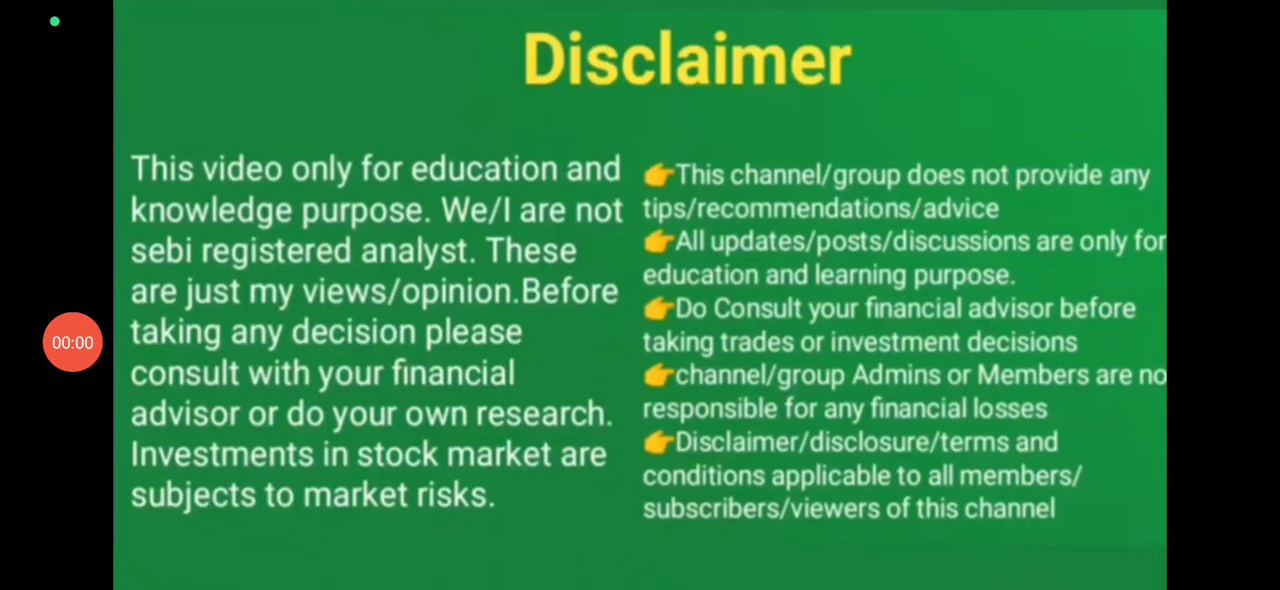 Disclaimer
This video only for education and
knowledge purpose. We/I are not
sebi registered analyst. These
are just my views/opinion.Before
taking any decision please
consult with your financial
advisor or do your own research.
Investments in stock market are
subjects to market risks.
👉This channel/group does not provide any
tips/recommendations/advice
👉All updates/posts/discussions are only for
education and learning purpose.
👉Do Consult your financial advisor before
taking trades or investment decisions
👉channel/group Admins or Members are no
responsible for any financial losses
👉Disclaimer/disclosure/terms and
conditions applicable to all members/
subscribers/viewers of this channel
00:00